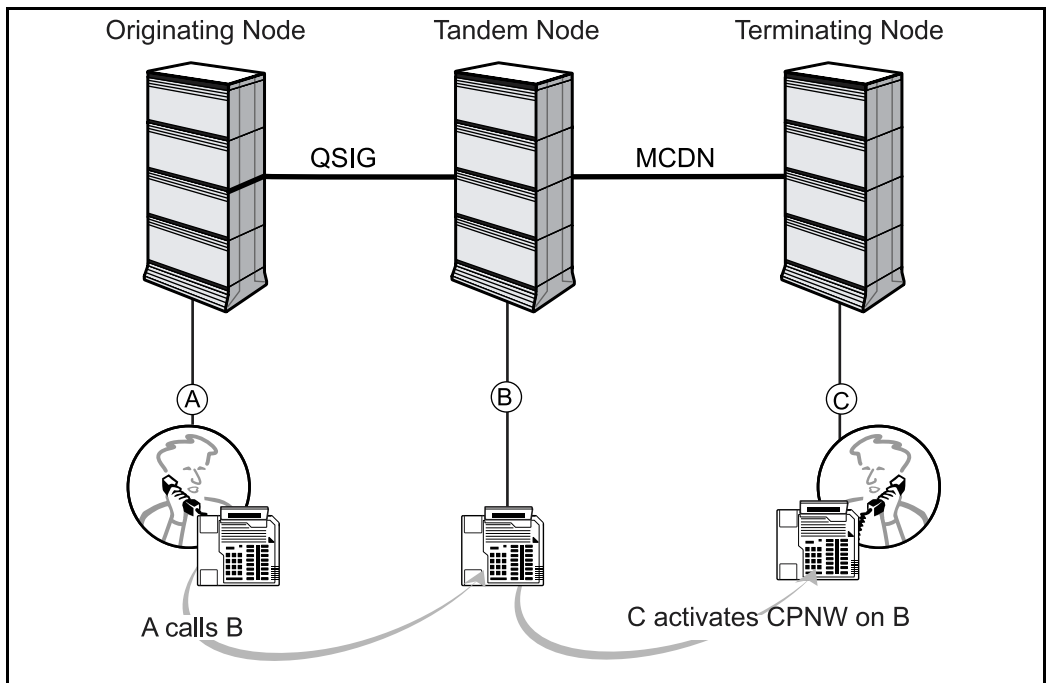 Originating Node
Tandem Node
Terminating Node
QSIG
MCDN
A
B
C
A calls B
C activates CPNW on B